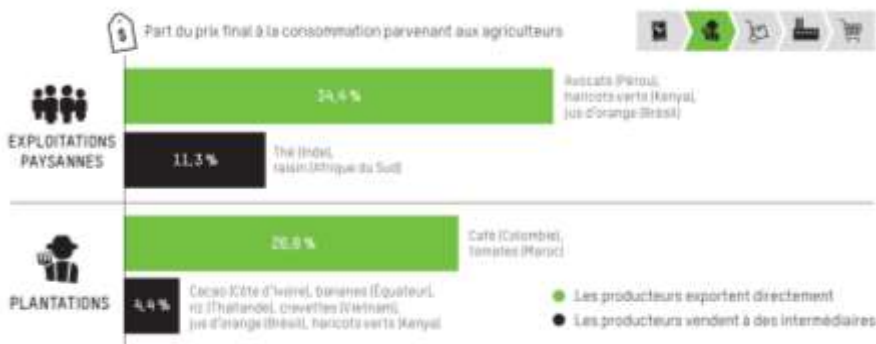 Part du prix final à la consommation parvenant aux agriculteurs
34,4 %
Avocats (Pérou),
haricots verts (Kenya),
jus d'orange (Brésil)
EXPLOITATIONS
PAYSANNES
11,3 %
Thé (Inde),
raisin (Afrique du Sud)
Café (Colombie),
tomates (Maroc)
PLANTATIONS
4,4 %
Cacao (Côte d'Ivoire), bananes (Équateur),
riz (Thaïlande), crevettes (Vietnam),
jus d'orange (Brésil), haricots verts (Kenya)
Les producteurs exportent directement
Les producteurs vendent à des intermédiaires